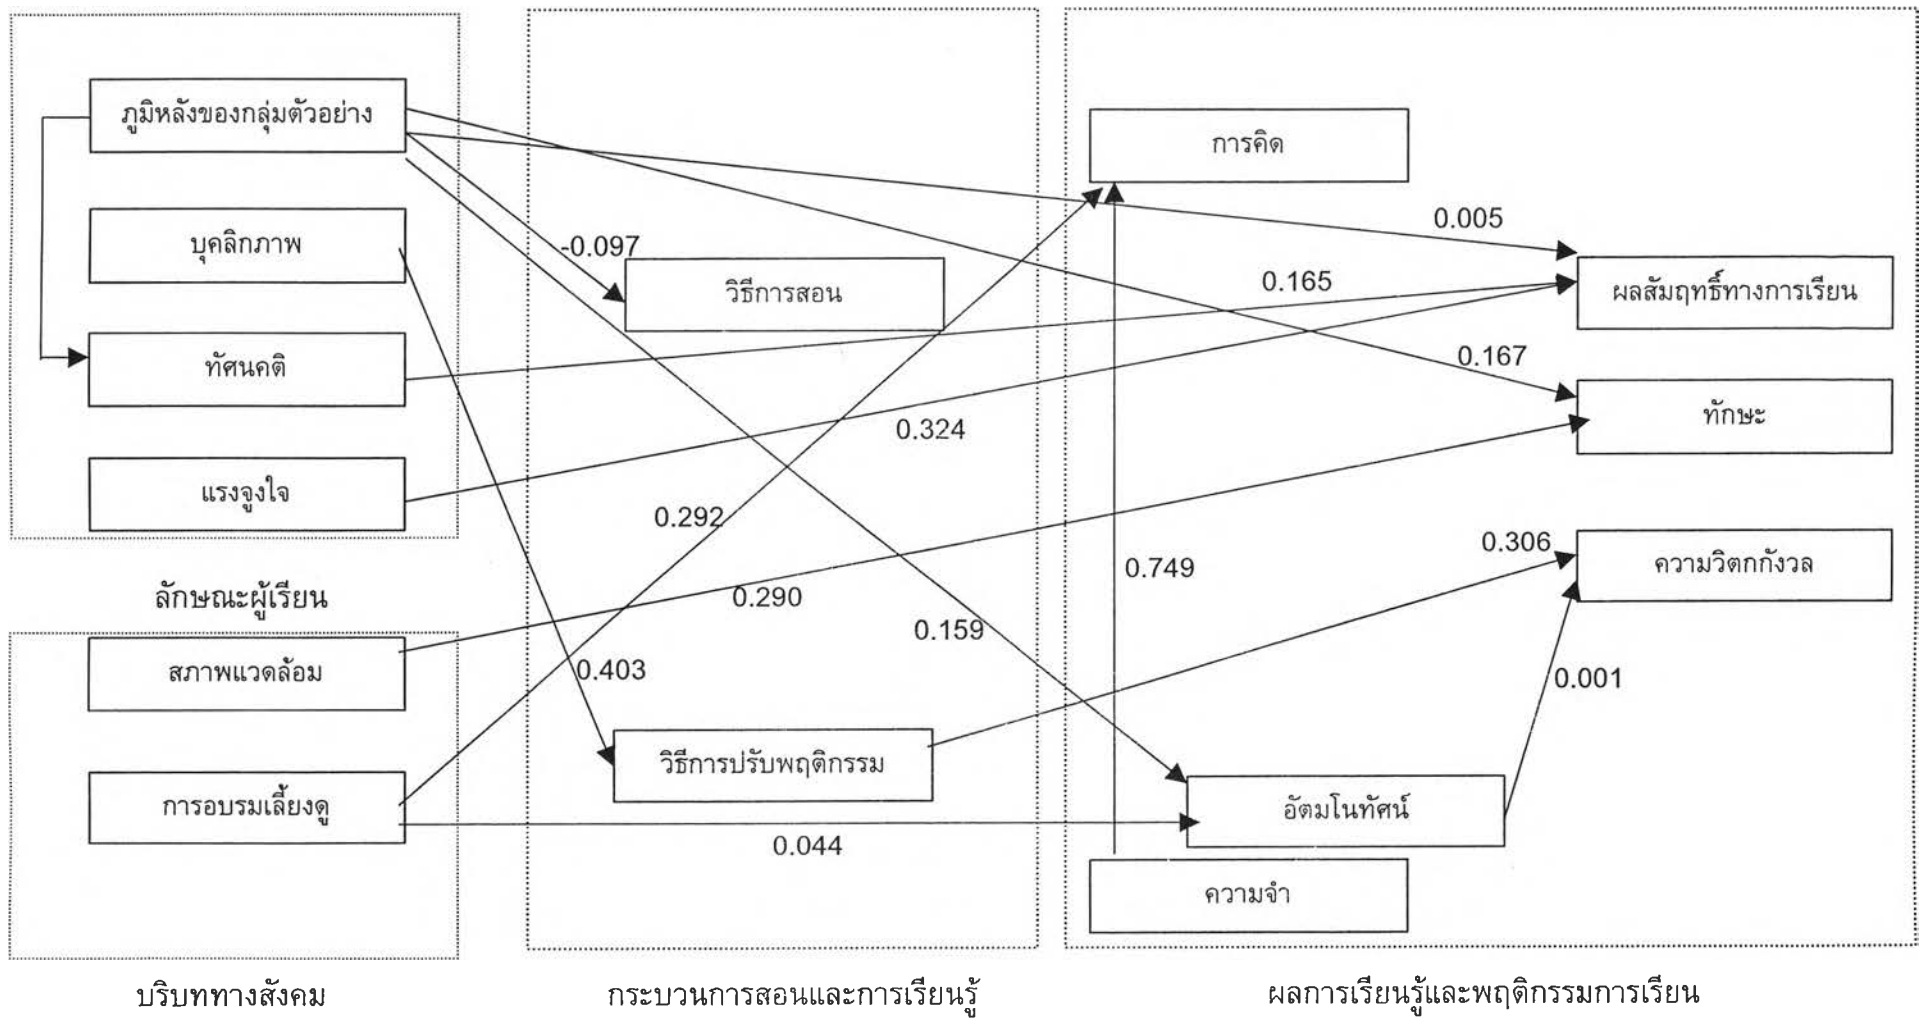 ภูมิหลังของกลุ่มตัวอย่าง
การคิด
0.005
บุคลิกภาพ
-0.097
วิธีการสอน
0.165
ผลสัมฤทธิ์ทางการเรียน
ทัศนคติ
0.167
0.324
ทักษะ
แรงจูงใจ
0.292
0.306
ความวิตกกังวล
0.749
ลักษณะผู้เรียน
0.290
0.159
สภาพแวดล้อม
0.403
0.001
วิธีการปรับพฤติกรรม
การอบรมเลี้ยงดู
อัตมโนทัศน์
0.044
ความจำ
บริบททางสังคม
กระบวนการสอนและการเรียนรู้
ผลการเรียนรู้และพฤติกรรมการเรียน